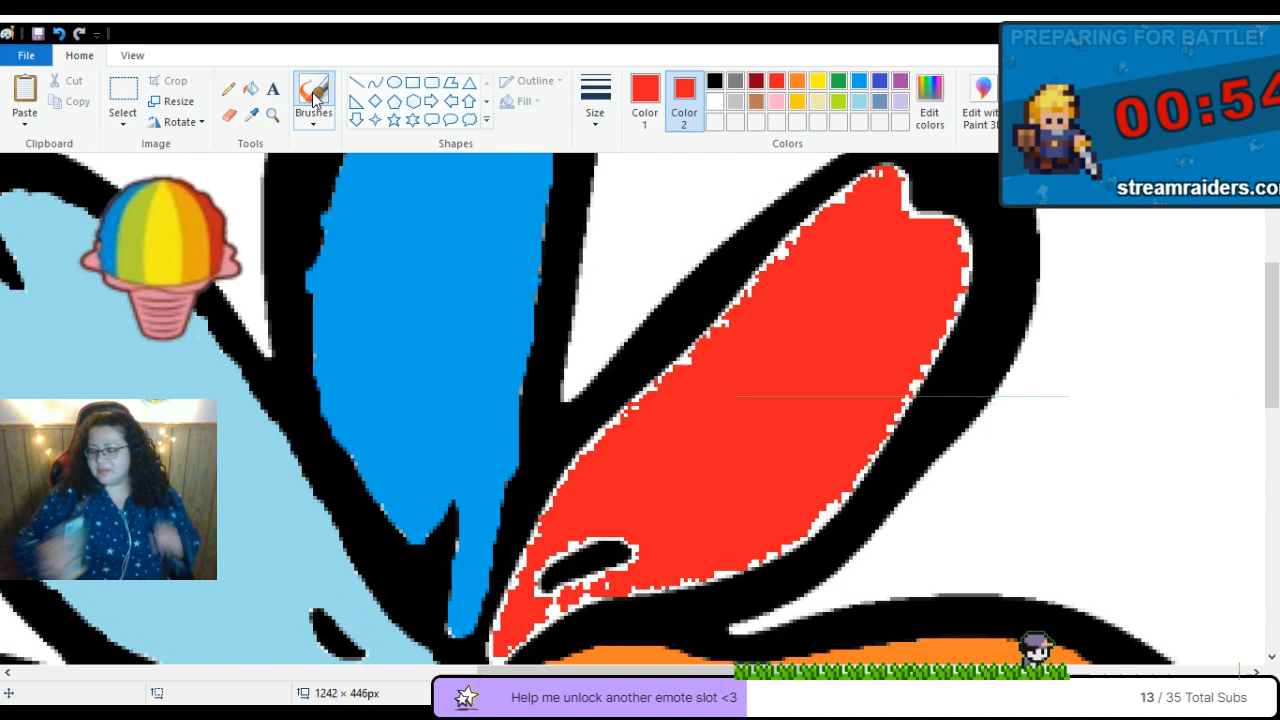 File Home View
PREPARING FOR BATTLE!
00:54
streamraiders.co
Paste
Cut
Copy
Clipboard
Select
Crop
Resize
Rotate
Image
A
Tools
Brushes
Shapes
Outline
Fill
Size
Color 1
Color 2
Colors
Edit colors
Edit with Paint 3D
1242 × 446px
Help me unlock another emote slot <3
13 / 35 Total Subs